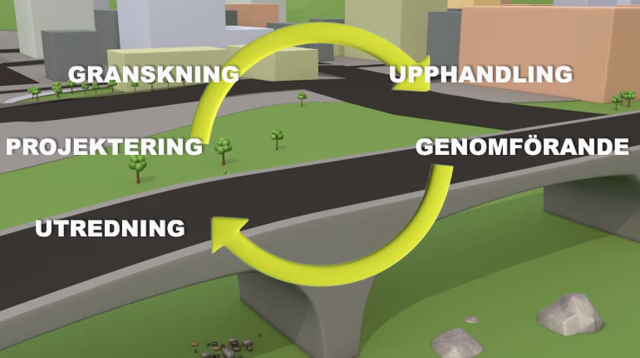 GRANSKNING
UPPHANDLING
PROJEKTERING
GENOMFÖRANDE
UTREDNING